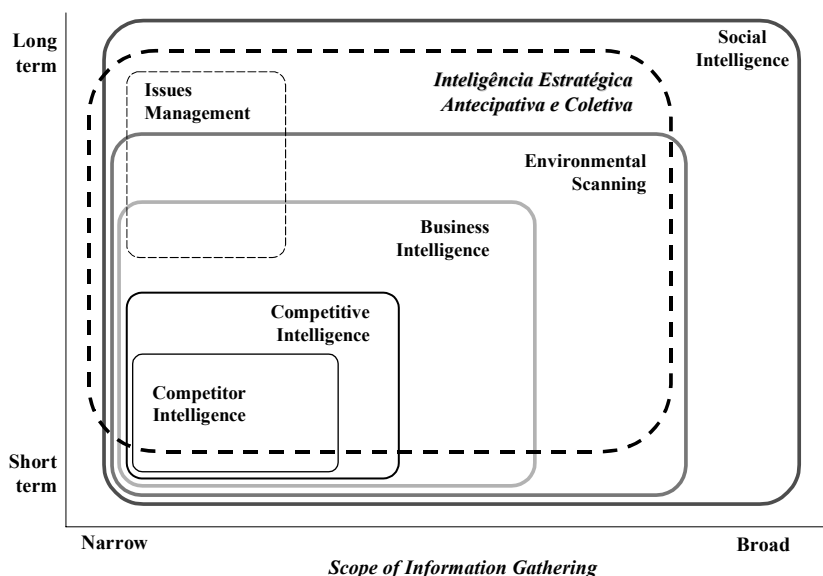 Long
term
Social
Intelligence
Inteligência Estratégica
Antecipativa e Coletiva
Issues
Management
Environmental
Scanning
Business
Intelligence
Competitive
Intelligence
Competitor
Intelligence
Short
term
Narrow
Broad
Scope of Information Gathering